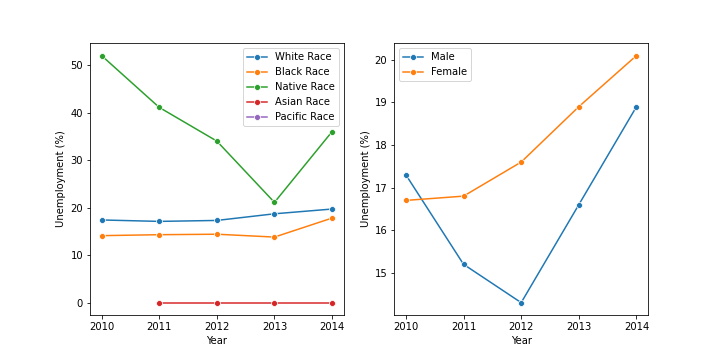 50
40
30
20
10
0
Unemployment (%)
2010 2011 2012 2013 2014
Year
White Race
Black Race
Native Race
Asian Race
Pacific Race
20
19
18
17
16
15
Unemployment (%)
2010 2011 2012 2013 2014
Year
Male
Female